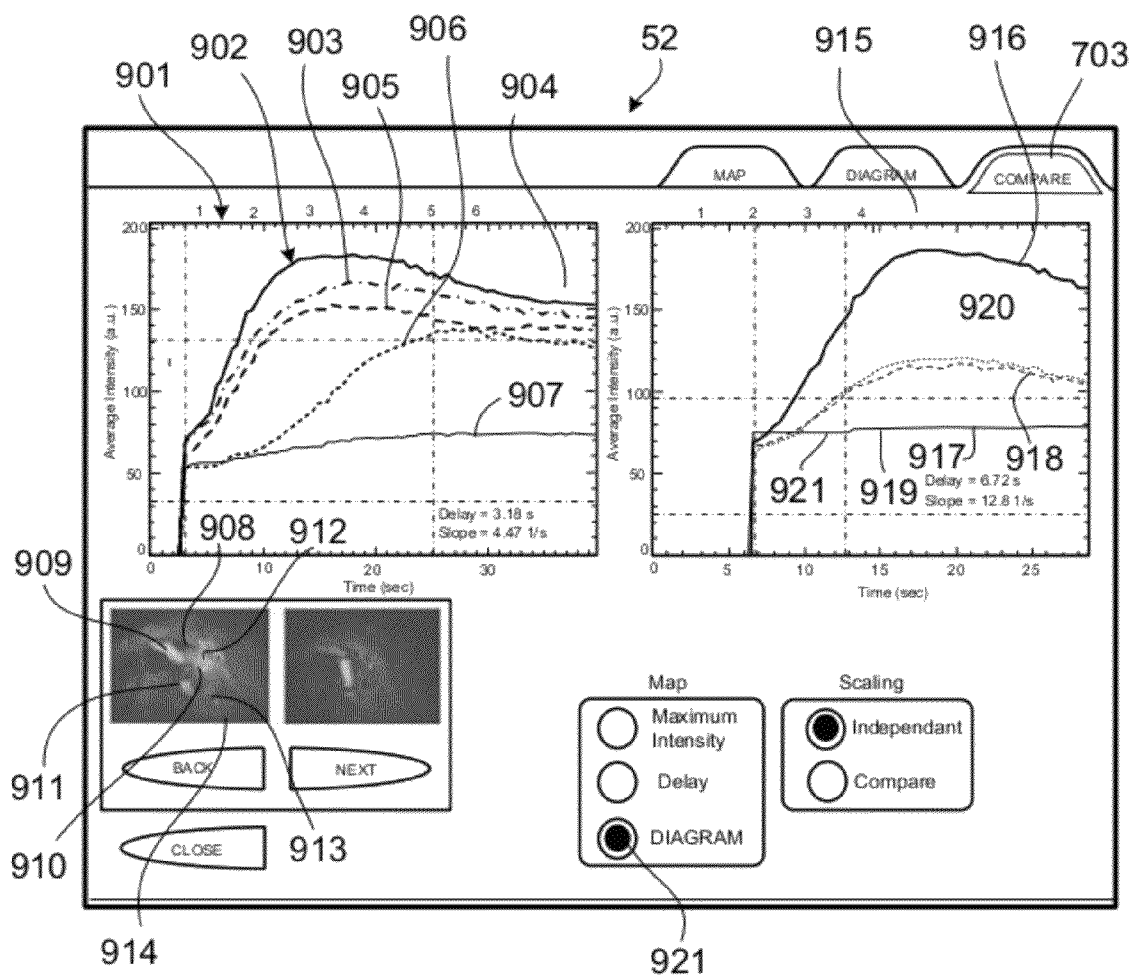 906
903
902
52
915
916
905
703
901
904
MAP
DIAGRAM
COMPARE
1 2 3 4 5 6
1 2 3 4
200
150
100
50
0
Average Intensity (a.u.)
907
Delay = 3.18 s
Slope = 4.47 1/s
908
912
0 10 20 30
Time (sec)
200
150
100
50
0
Average Intensity (a.u.)
920
917
918
921
919
Delay = 6.72 s
Slope = 12.8 1/s
0 5 10 15 20 25
Time (sec)
909
911
910
BACK
NEXT
CLOSE
913
914
Map
Maximum
Intensity
Delay
DIAGRAM
Scaling
Independant
Compare
921